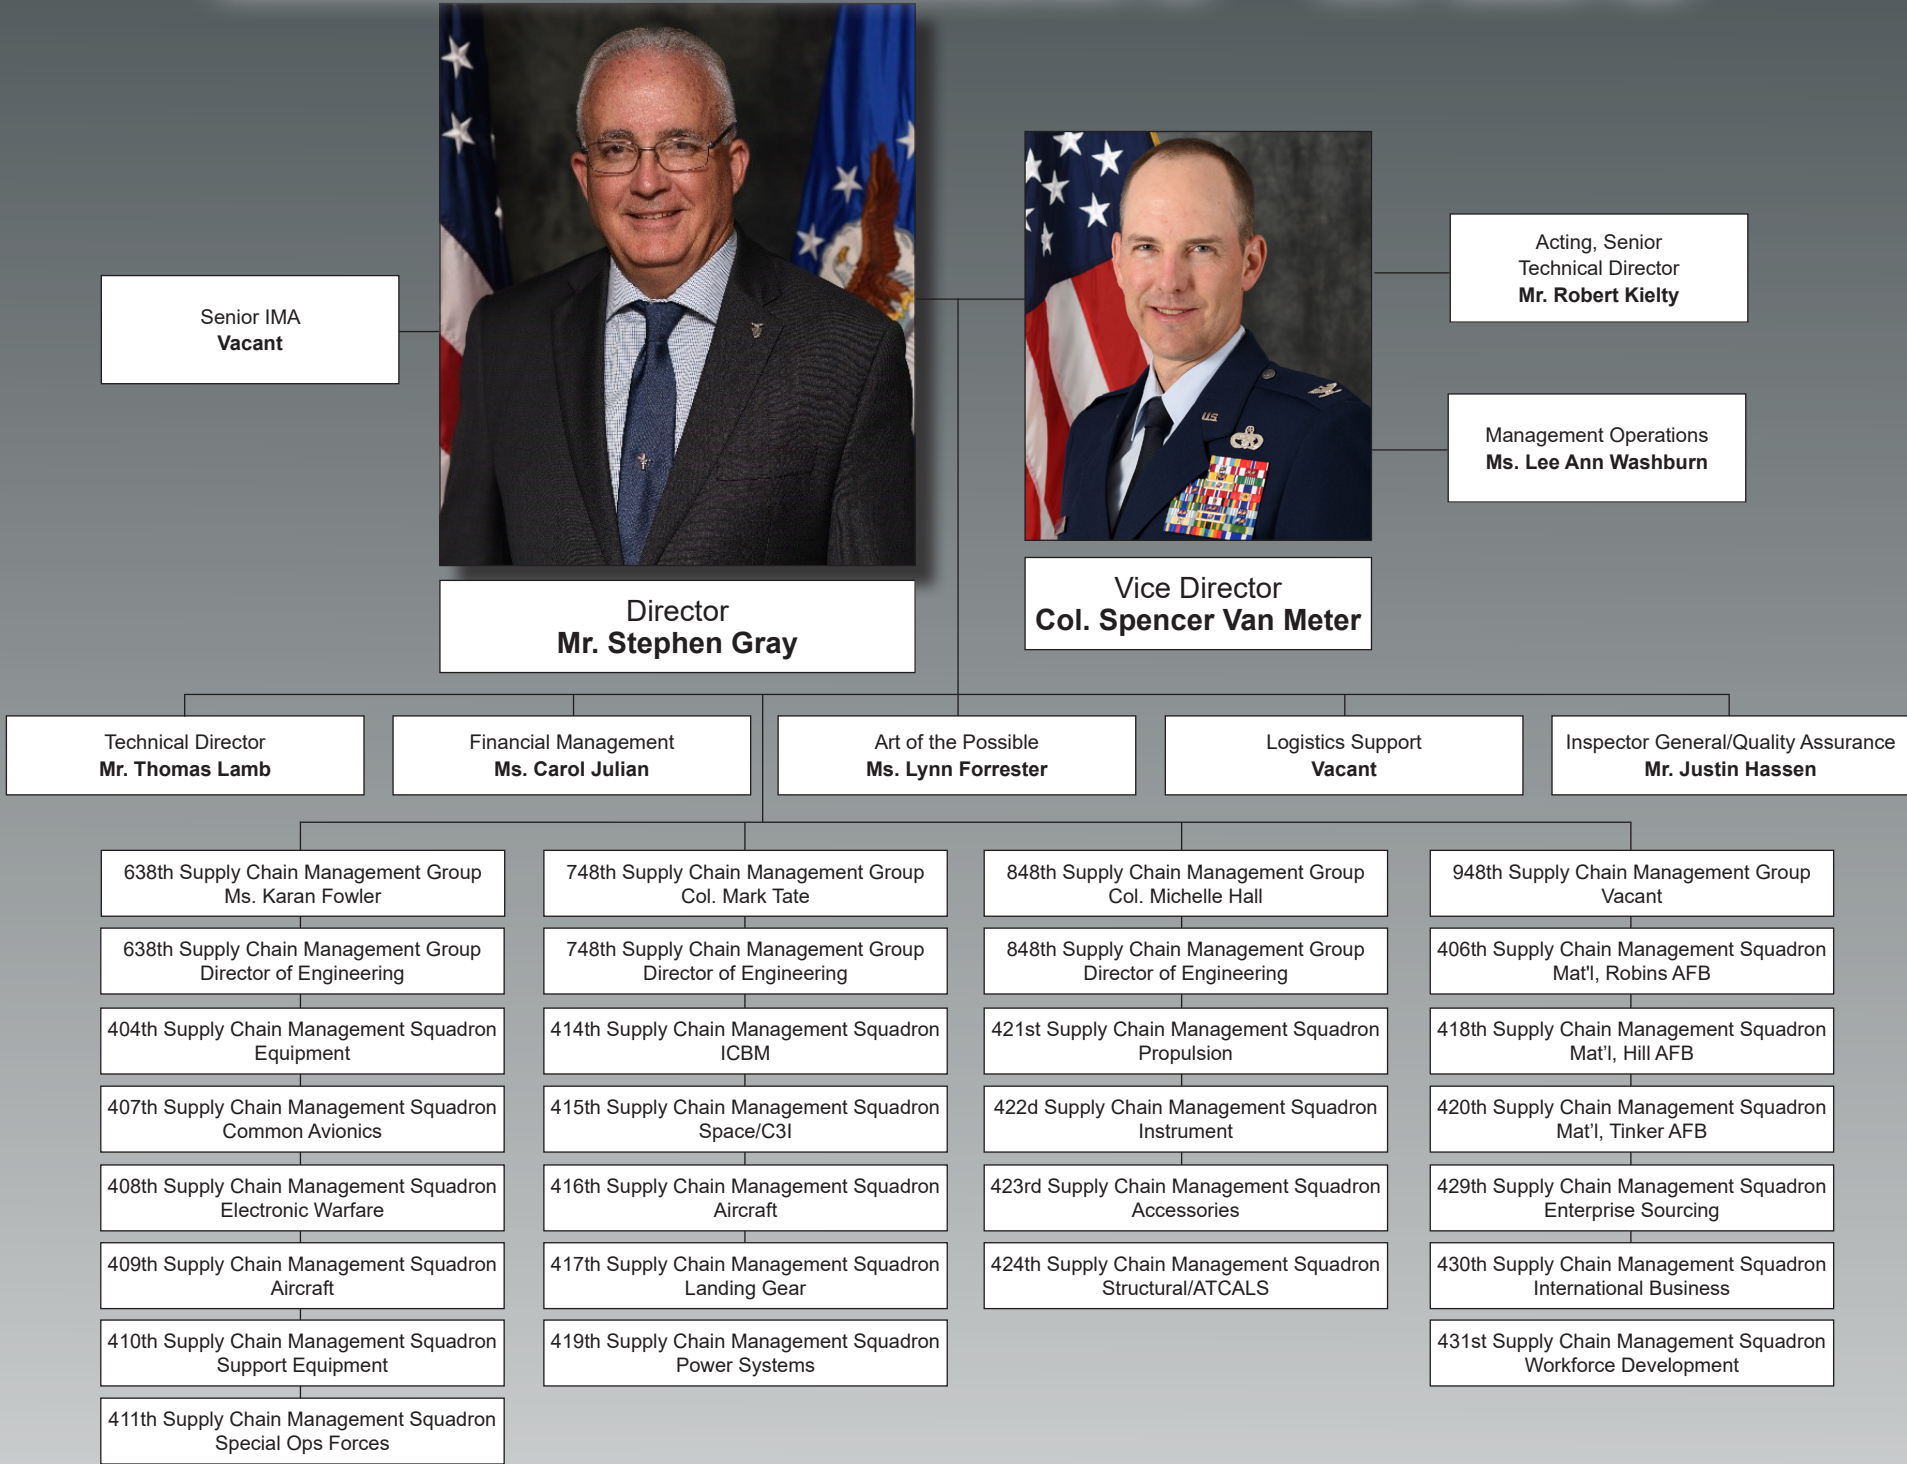 Senior IMA
Vacant
Director
Mr. Stephen Gray
U.S.
Vice Director
Col. Spencer Van Meter
Acting, Senior
Technical Director
Mr. Robert Kielty
Management Operations
Ms. Lee Ann Washburn
Technical Director
Mr. Thomas Lamb
Financial Management
Ms. Carol Julian
Art of the Possible
Ms. Lynn Forrester
Logistics Support
Vacant
Inspector General/Quality Assurance
Mr. Justin Hassen
638th Supply Chain Management Group
Ms. Karan Fowler
638th Supply Chain Management Group
Director of Engineering
404th Supply Chain Management Squadron
Equipment
407th Supply Chain Management Squadron
Common Avionics
408th Supply Chain Management Squadron
Electronic Warfare
409th Supply Chain Management Squadron
Aircraft
410th Supply Chain Management Squadron
Support Equipment
411th Supply Chain Management Squadron
Special Ops Forces
748th Supply Chain Management Group
Col. Mark Tate
748th Supply Chain Management Group
Director of Engineering
414th Supply Chain Management Squadron
ICBM
415th Supply Chain Management Squadron
Space/C3I
416th Supply Chain Management Squadron
Aircraft
417th Supply Chain Management Squadron
Landing Gear
419th Supply Chain Management Squadron
Power Systems
848th Supply Chain Management Group
Col. Michelle Hall
848th Supply Chain Management Group
Director of Engineering
421st Supply Chain Management Squadron
Propulsion
422d Supply Chain Management Squadron
Instrument
423rd Supply Chain Management Squadron
Accessories
424th Supply Chain Management Squadron
Structural/ATCALS
948th Supply Chain Management Group
Vacant
406th Supply Chain Management Squadron
Mat'l, Robins AFB
418th Supply Chain Management Squadron
Mat’l, Hill AFB
420th Supply Chain Management Squadron
Mat’l, Tinker AFB
429th Supply Chain Management Squadron
Enterprise Sourcing
430th Supply Chain Management Squadron
International Business
431st Supply Chain Management Squadron
Workforce Development